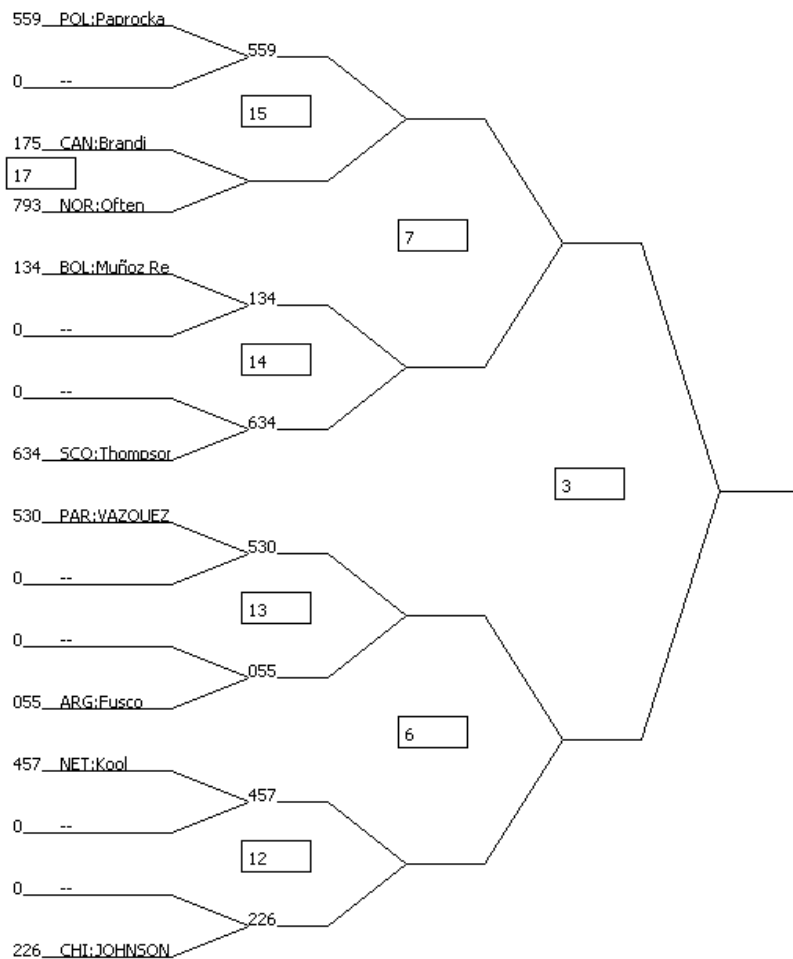 559 POL:Paprocka
559
0 --
15
175 CAN:Brandi
17
793 NOR:Often
7
134 BOL:Muñoz Re
134
0 --
14
0 --
634
634 SCO:Thompsor
3
530 PAR:VAZQUEZ
530
0 --
13
0 --
055
055 ARG:Fusco
6
457 NET:Kool
457
0 --
12
0 --
226
226 CHI:JOHNSON